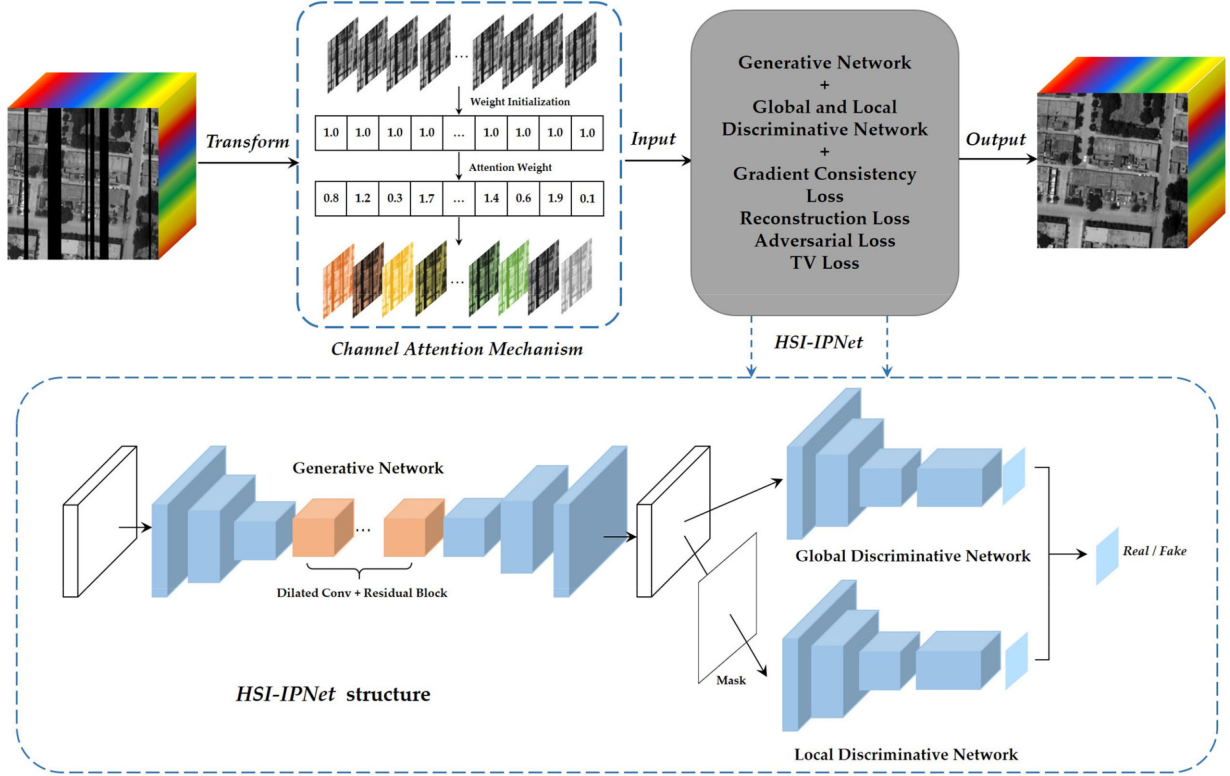 Transform
...
Weight Initialization
1.0 1.0 1.0 1.0 ... 1.0 1.0 1.0 1.0
Attention Weight
0.8 1.2 0.3 1.7 ... 1.4 0.6 1.9 0.1
...
Channel Attention Mechanism
Input
Generative Network
+
Global and Local
Discriminative Network
+
Gradient Consistency
Loss
Reconstruction Loss
Adversarial Loss
TV Loss
Output
HSI-IPNet
Generative Network
...
Dilated Conv + Residual Block
HSI-IPNet structure
Mask
Global Discriminative Network
Local Discriminative Network
Real / Fake